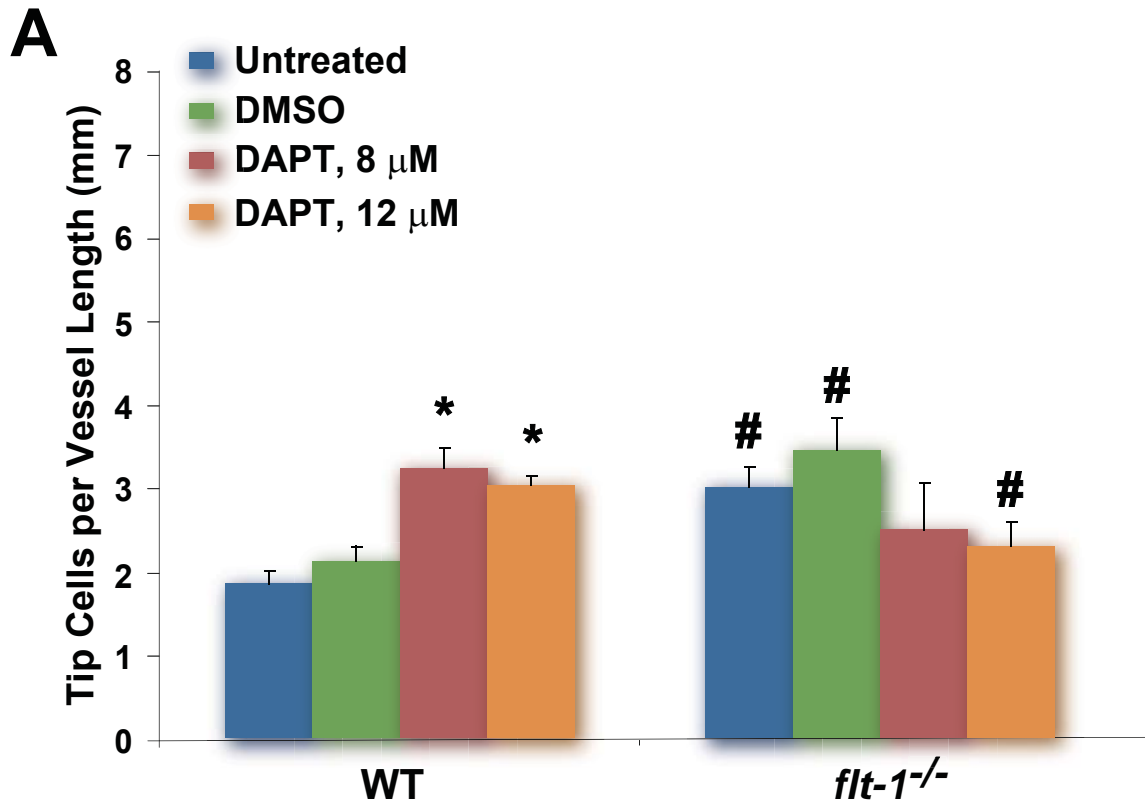 A
Untreated
DMSO
DAPT, 8 μM
DAPT, 12 μM
Tip Cells per Vessel Length (mm)
8
7
6
5
4
3
2
1
0
*
*
#
#
#
WT
flt-1-/-